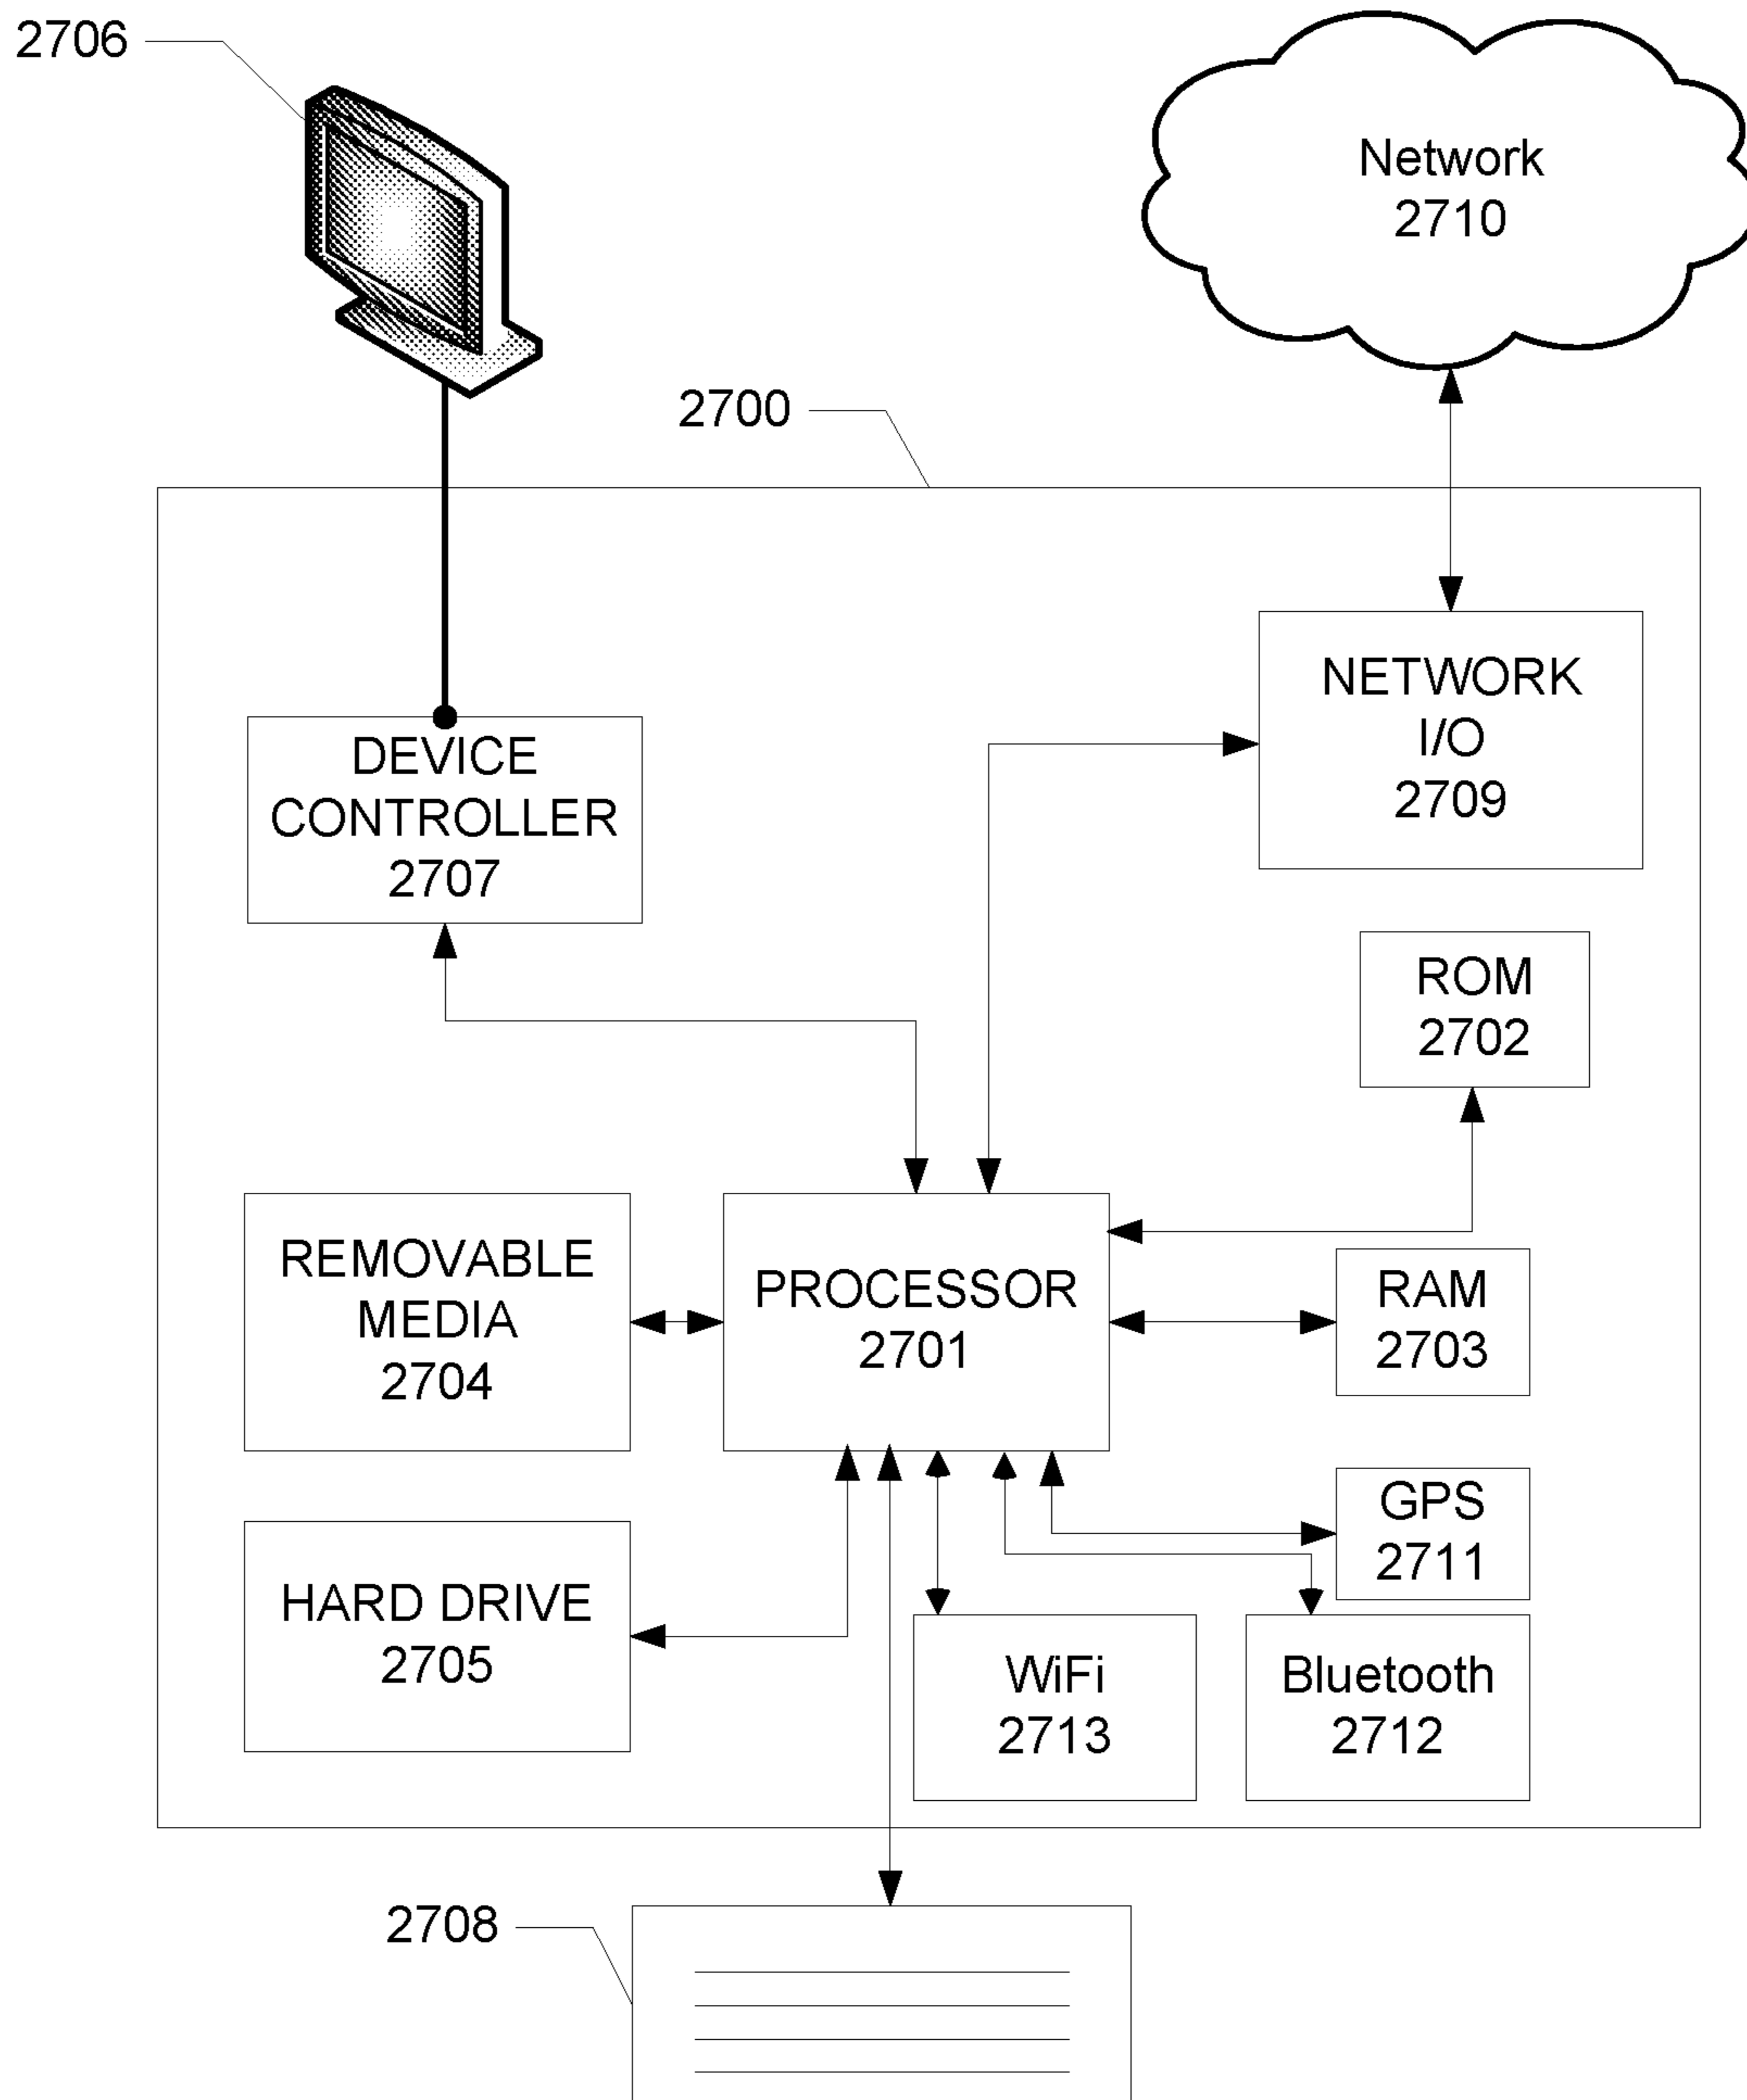 2706
Network
2710
2700
NETWORK
I/O
2709
DEVICE
CONTROLLER
2707
ROM
2702
REMOVABLE
MEDIA
2704
PROCESSOR
2701
RAM
2703
GPS
2711
HARD DRIVE
2705
WiFi
2713
Bluetooth
2712
2708